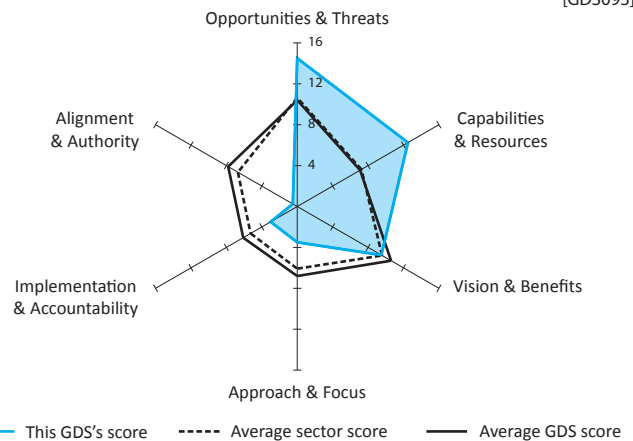 [GDS093]
Opportunities & Threats
16
12
8
4
Alignment
& Authority
Capabilities
& Resources
Implementation
& Accountability
Vision & Benefits
Approach & Focus
This GDS's score
Average sector score
Average GDS score